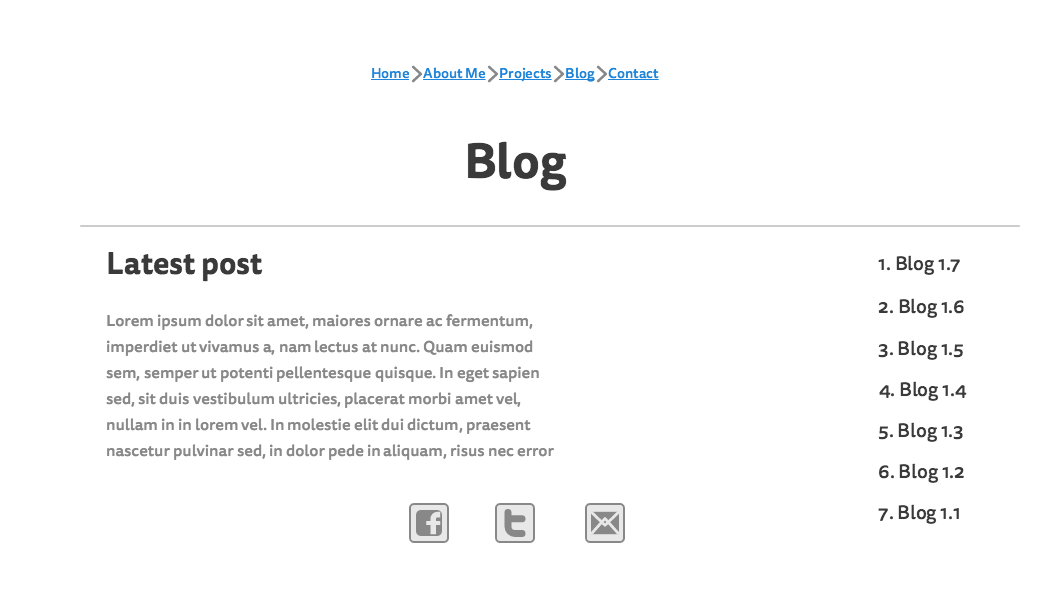 Home About Me Projects Blog Contact
Blog
Latest post
Lorem ipsum dolor sit amet, maiores ornare ac fermentum,
imperdiet ut vivamus a, nam lectus at nunc. Quam euismod
sem, semper ut potenti pellentesque quisque. In eget sapien
sed, sit duis vestibulum ultricies, placerat morbi amet vel,
nullam in in lorem vel. In molestie elit dui dictum, praesent
nascetur pulvinar sed, in dolor pede in aliquam, risus nec error
1. Blog 1.7
2. Blog 1.6
3. Blog 1.5
4. Blog 1.4
5. Blog 1.3
6. Blog 1.2
7. Blog 1.1